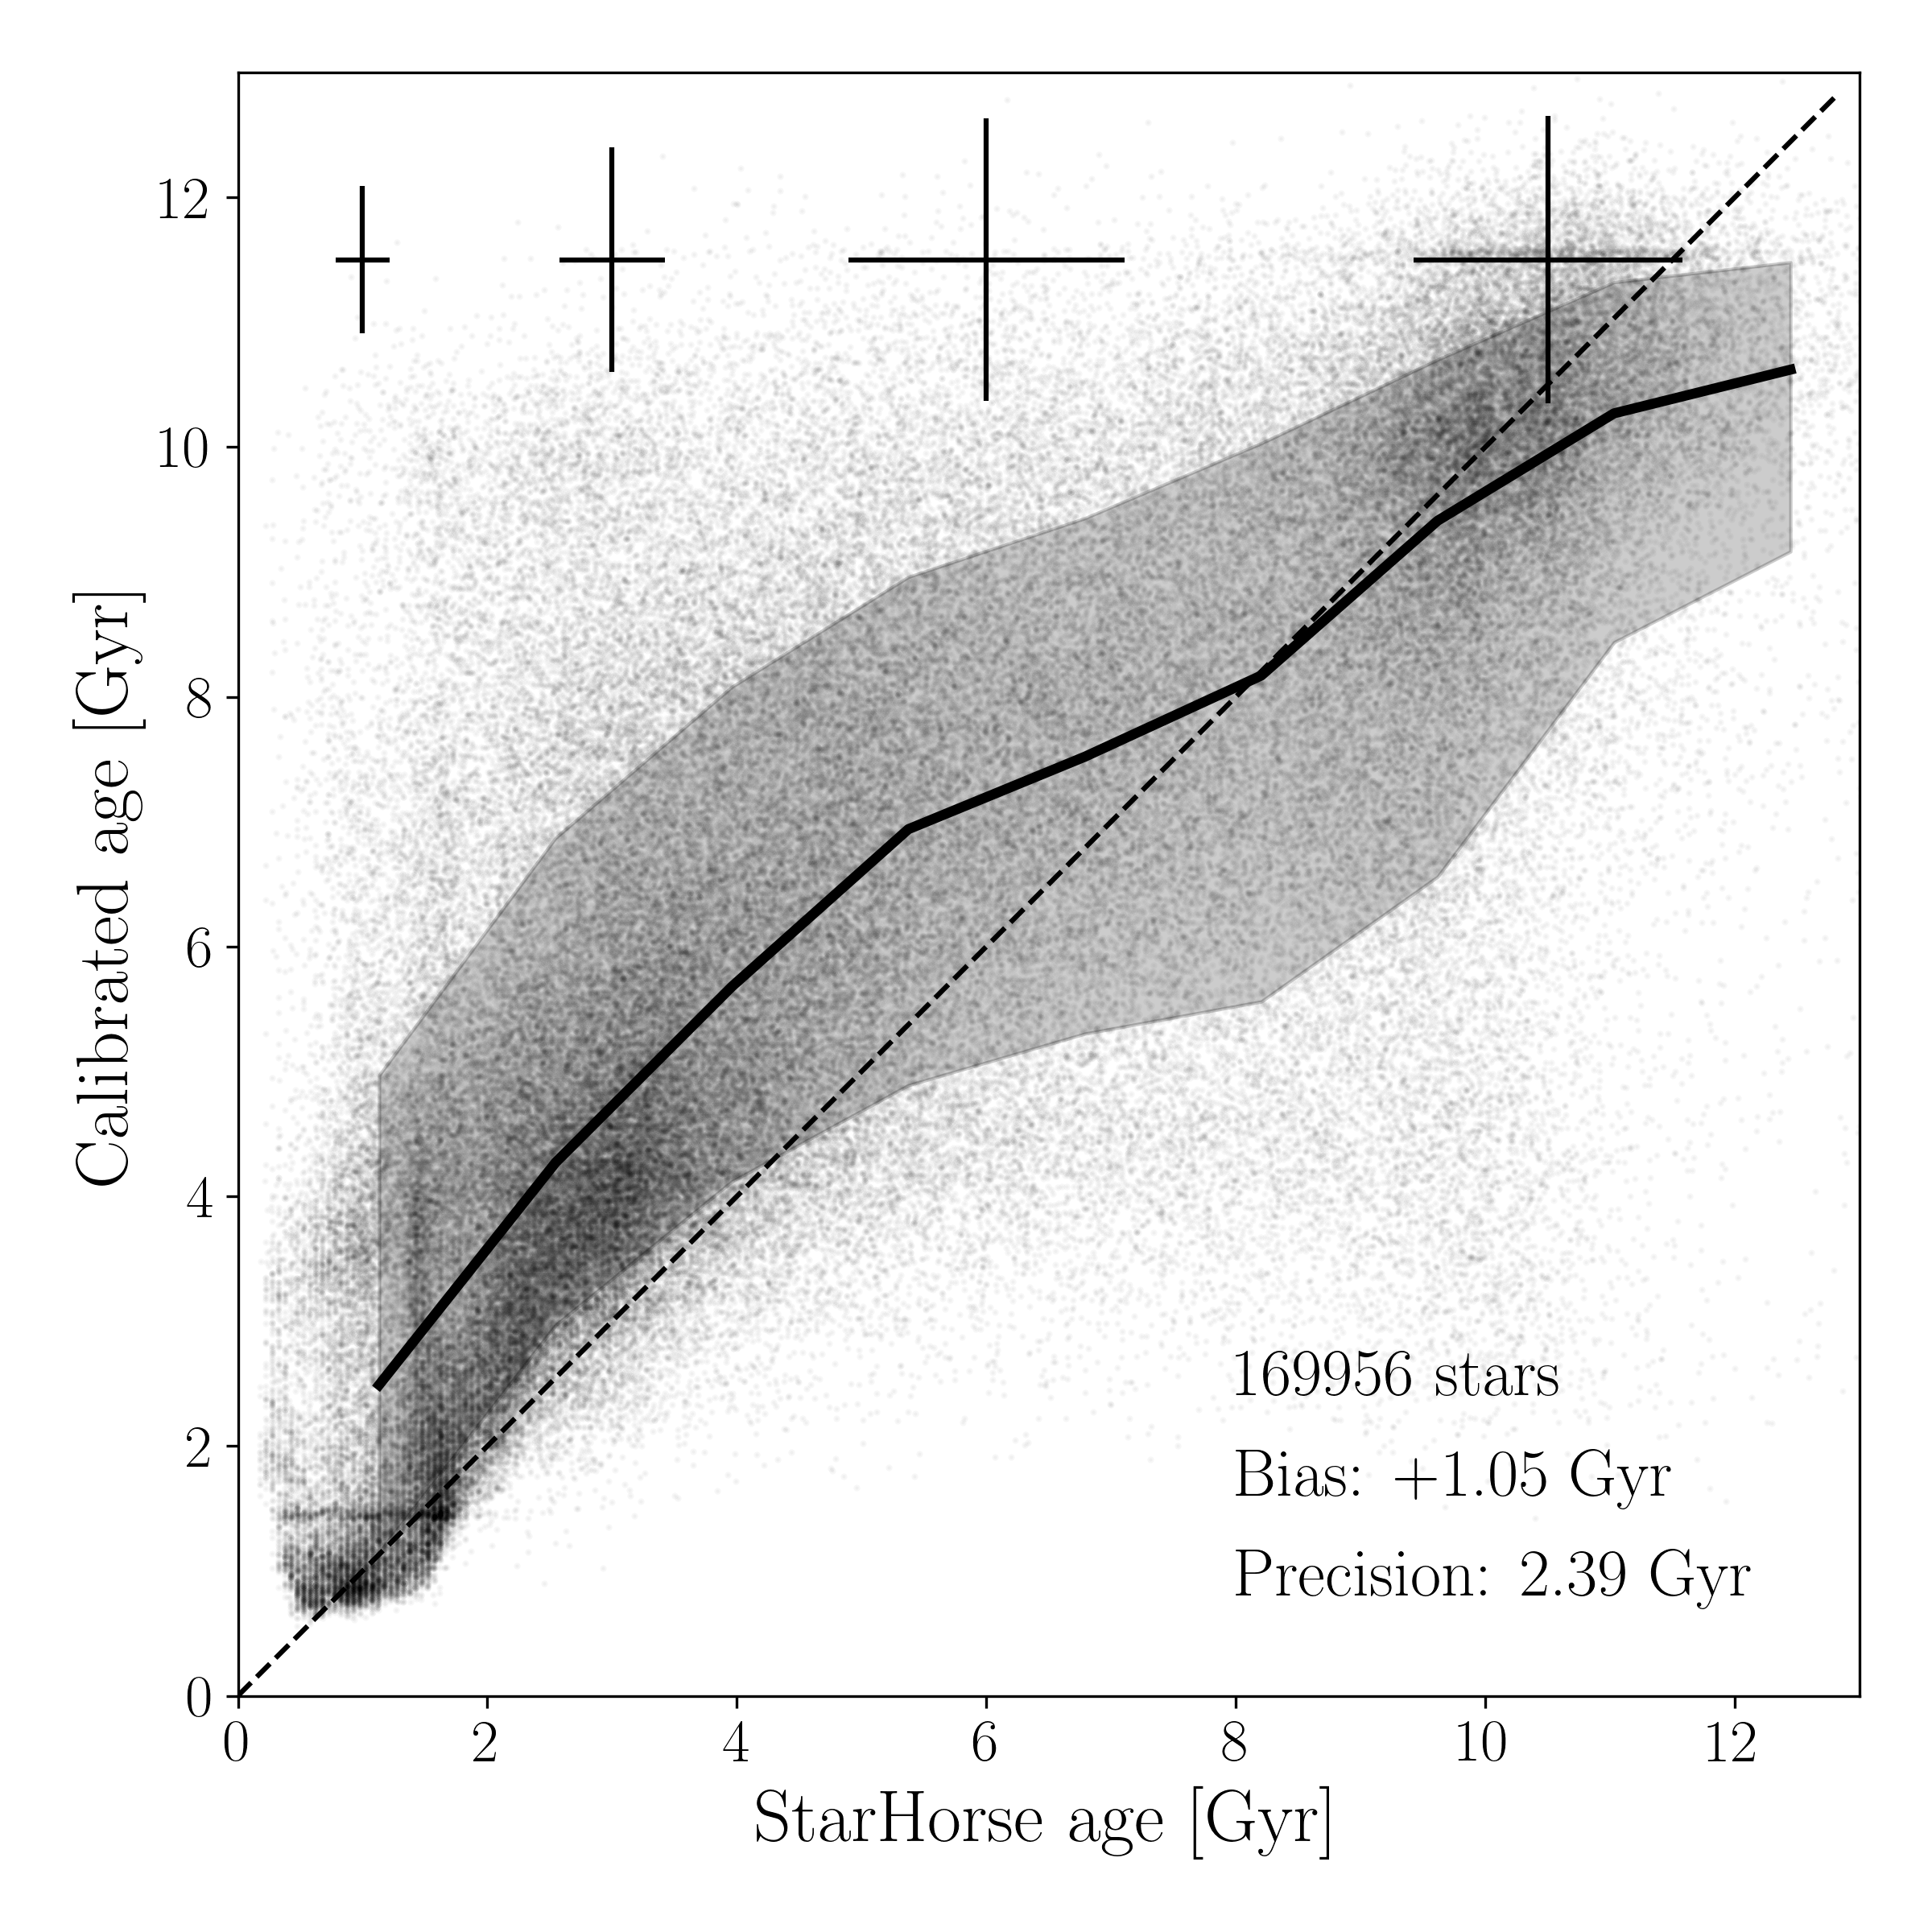 Calibrated age [Gyr]
12
10
8
6
4
2
0
169956 stars
Bias: +1.05 Gyr
Precision: 2.39 Gyr
0 2 4 6 8 10 12
StarHorse age [Gyr]